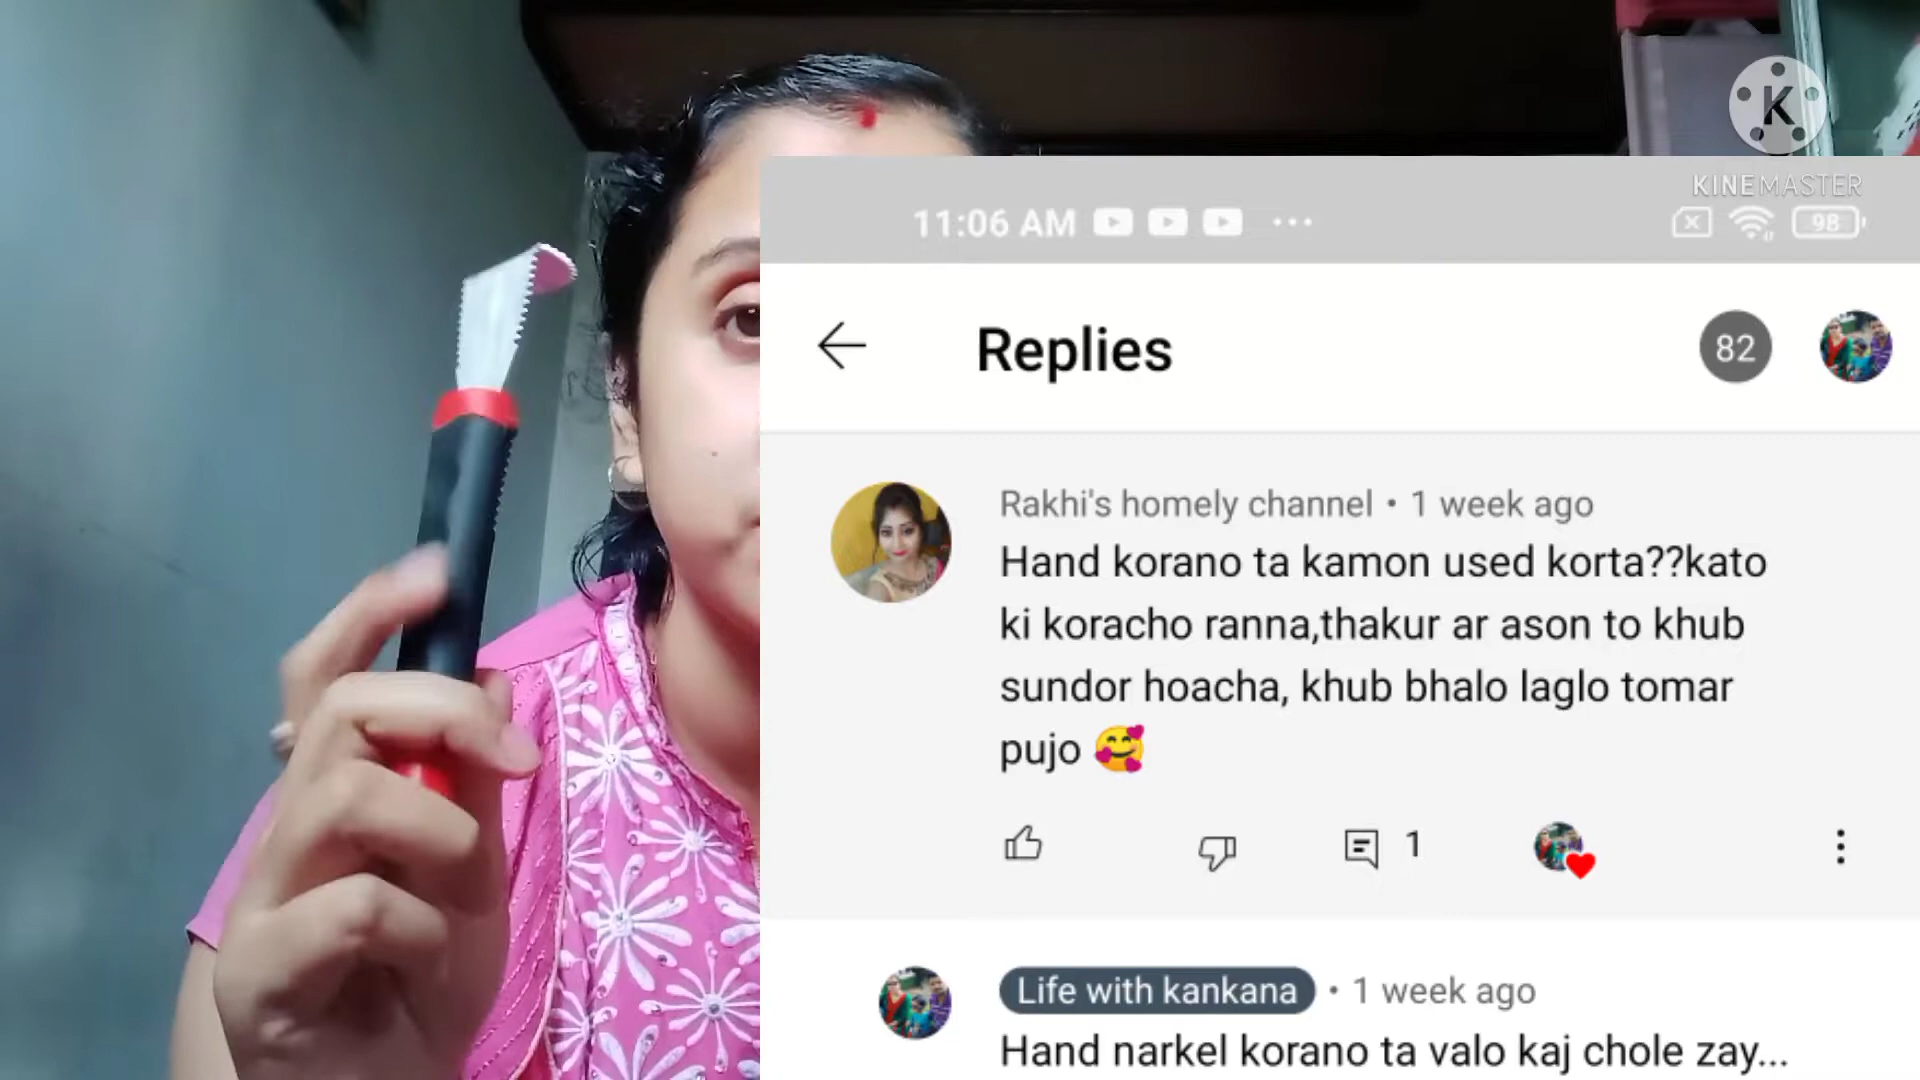 K
KINEMASTER
11:06 AM
98
Replies
82
Rakhi's homely channel • 1 week ago
Hand korano ta kamon used korta??kato
ki koracho ranna,thakur ar ason to khub
sundor hoacha, khub bhalo laglo tomar
pujo 🥰
1
Life with kankana • 1 week ago
Hand narkel korano ta valo kaj chole zay...